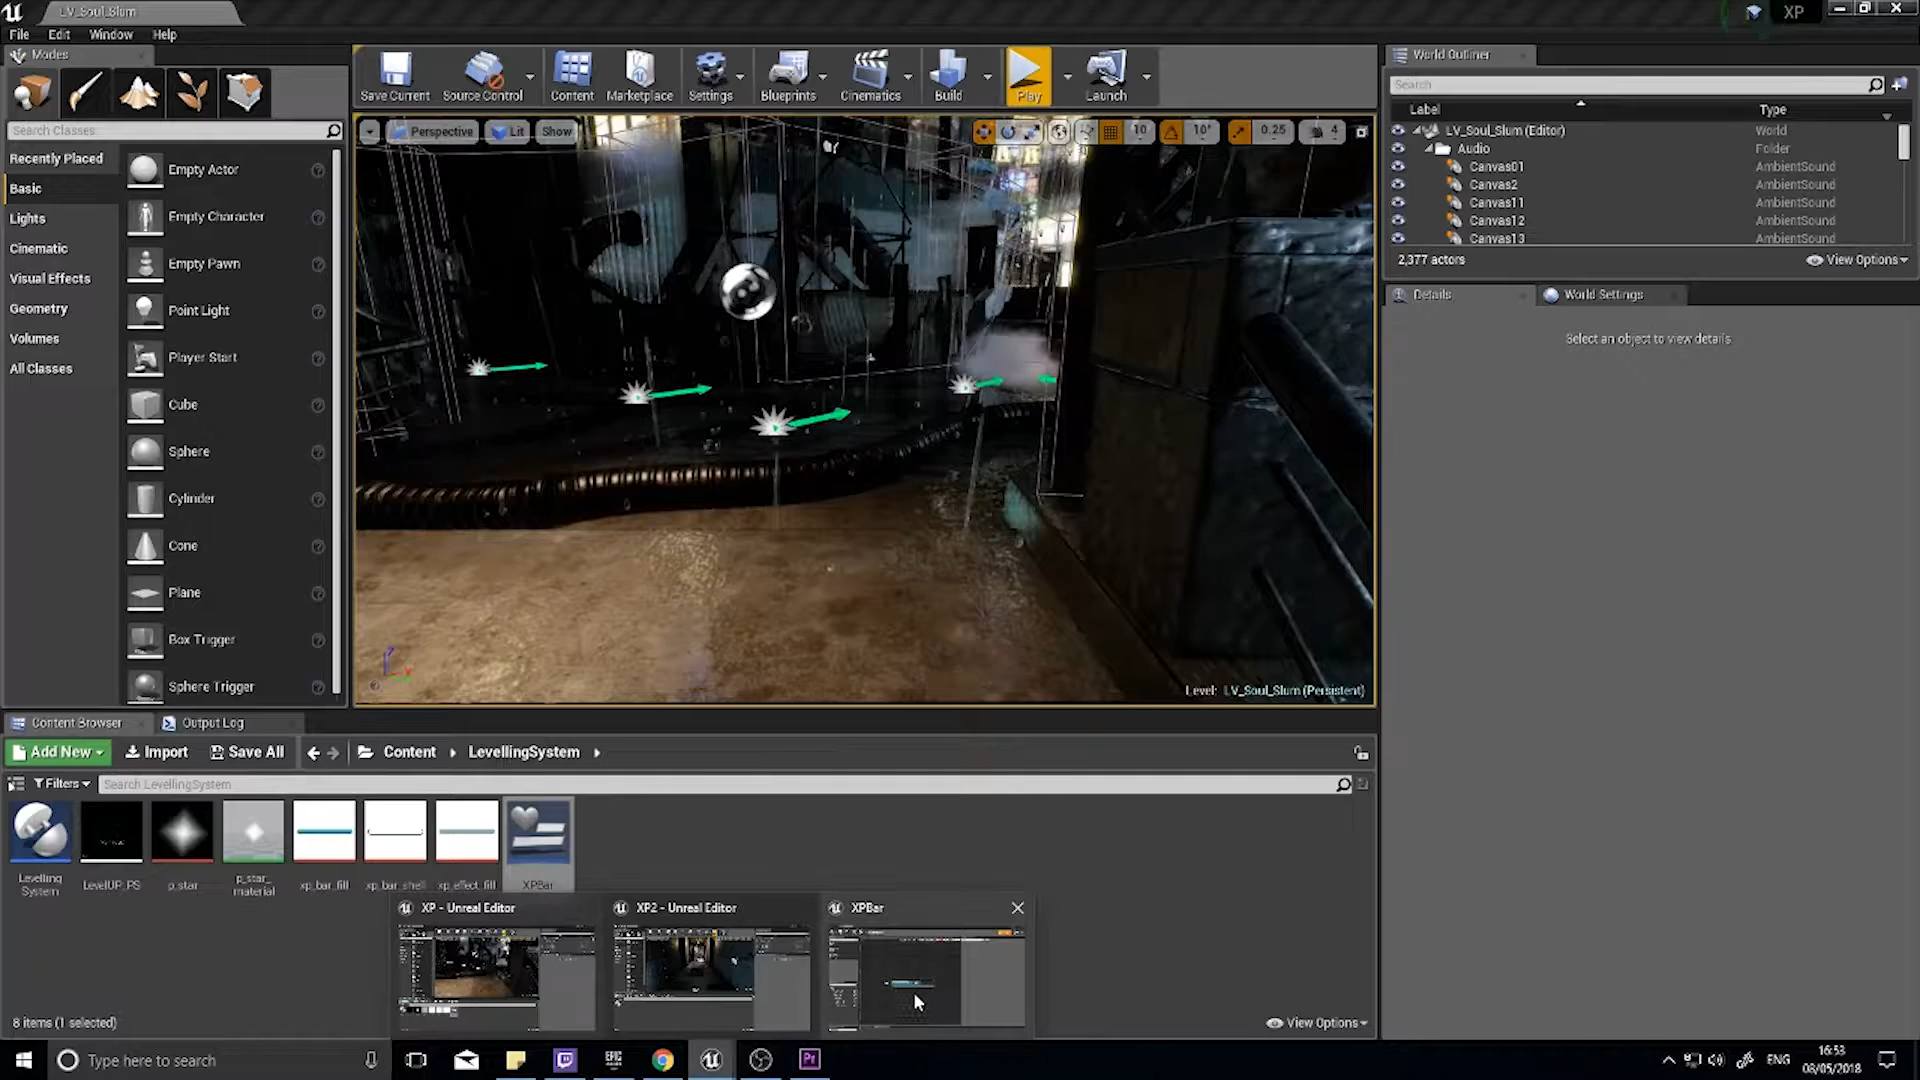 LV_Soul_Slum
XP
File Edit Window Help
Modes
Search Classes
Recently Placed
Basic
Lights
Cinematic
Visual Effects
Geometry
Volumes
All Classes
Empty Actor
Empty Character
Empty Pawn
Point Light
Player Start
Cube
Sphere
Cylinder
Cone
Plane
Box Trigger
Sphere Trigger
Save Current
Source Control
Content
Marketplace
Settings
Blueprints
Cinematics
Build
Play
Launch
Perspective
Lit
Show
10
10°
0.25
4
Level: LV_Soul_Slum (Persistent)
World Outliner
Search
Label Type
LV_Soul_Slum (Editor) World
Audio Folder
Canvas01 AmbientSound
Canvas2 AmbientSound
Canvas11 AmbientSound
Canvas12 AmbientSound
Canvas13 AmbientSound
2,377 actors
View Options
Details
World Settings
Select an object to view details
Content Browser
Output Log
Add New
Import
Save All
Content
LevellingSystem
Filters
Search LevellingSystem
Levelling
System
LevelUP_PS
p_star
p_star_
material
xp_bar_fill
xp_bar_shell
xp_effect_fill
XPBar
XP - Unreal Editor
XP2 - Unreal Editor
XPBar
8 items (1 selected)
View Options
Type here to search
EPIC
GAMES
Pr
ENG
16:53
08/05/2018